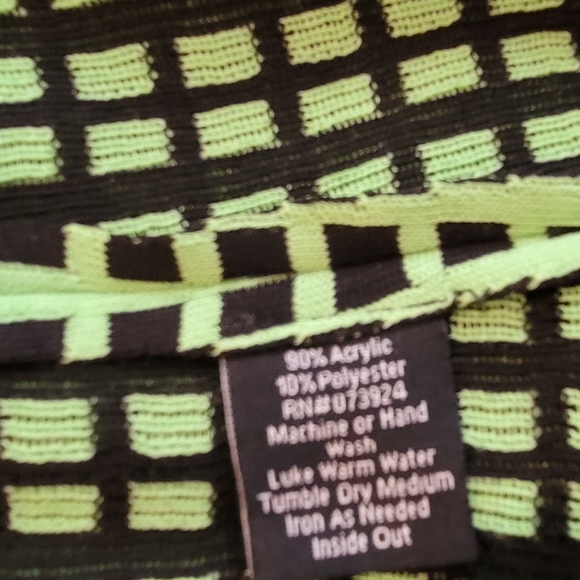 90% Acrylic
10% Polyester
RN# 073924
Machine or Hand
Wash
Luke Warm Water
Tumble Dry Medium
Iron As Needed
Inside Out